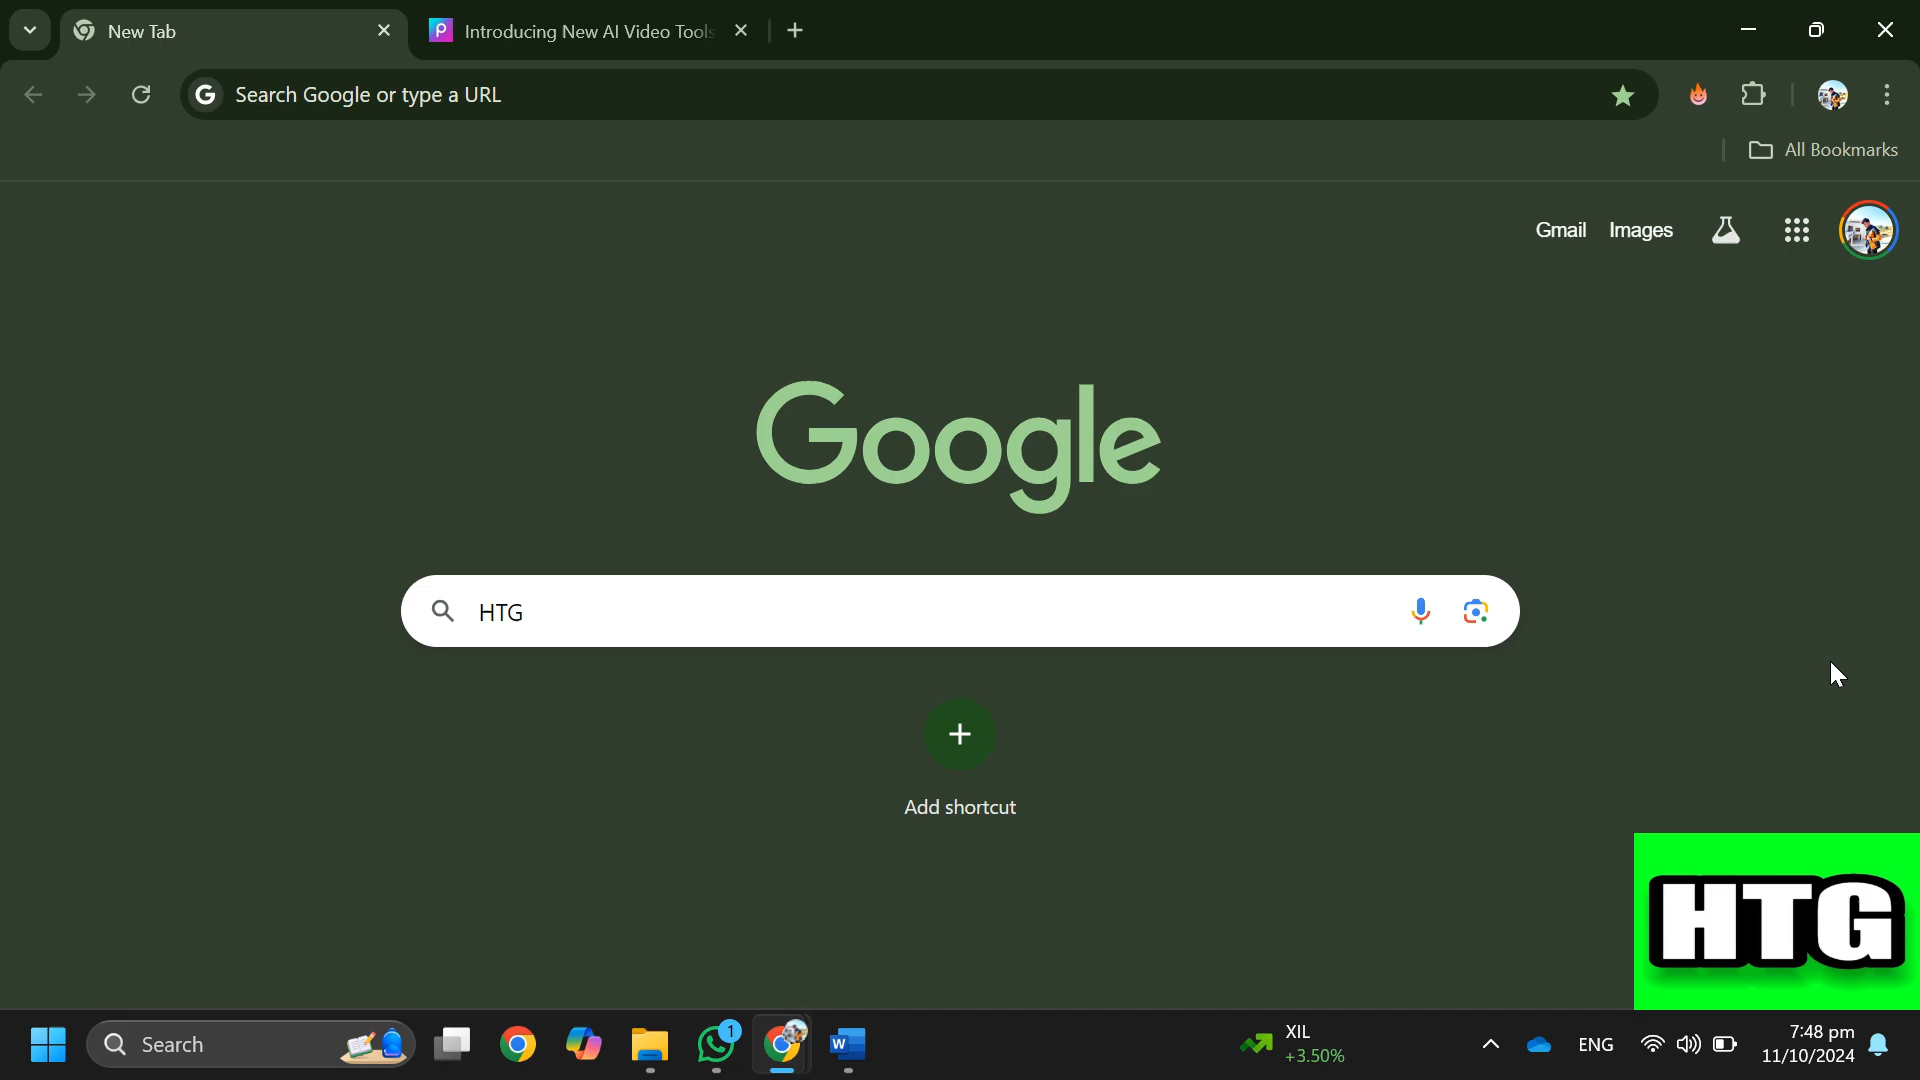 New Tab
Introducing New AI Video Tools
Search Google or type a URL
All Bookmarks
Gmail Images
Google
HTG
Add shortcut
HTG
Search
1
XIL
+3.50%
ENG
7:48 pm
11/10/2024